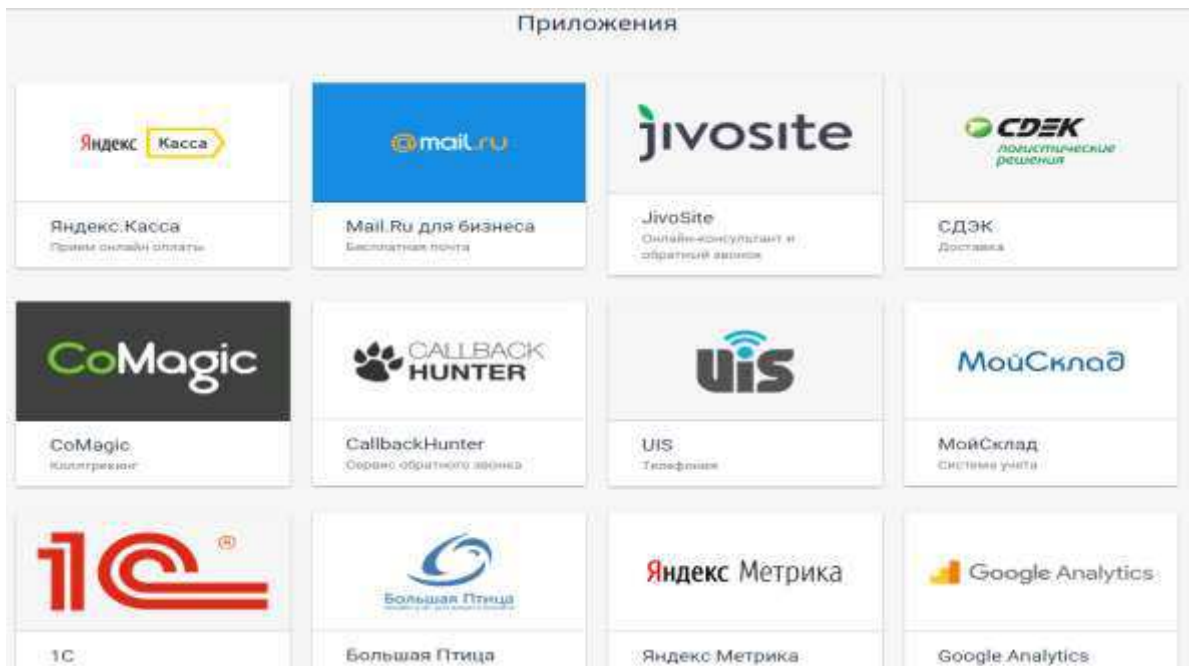 Приложения
Яндекс Касса
Яндекс.Касса
Прием онлайн оплаты
@mail.ru
Mail.Ru для бизнеса
Бесплатная почта
jivosite
JivoSite
Онлайн-консультант и
обратный звонок
CDEK
логистические
решения
СДЭК
Доставка
CoMagic
CoMagic
Коллтрекинг
CALLBACK
HUNTER
CallbackHunter
Сервис обратного звонка
UIS
UIS
Телефония
МойСклад
МойСклад
Система учета
1С®
1С
Большая Птица
Большая Птица
Яндекс Метрика
Яндекс.Метрика
Google Analytics
Google Analytics